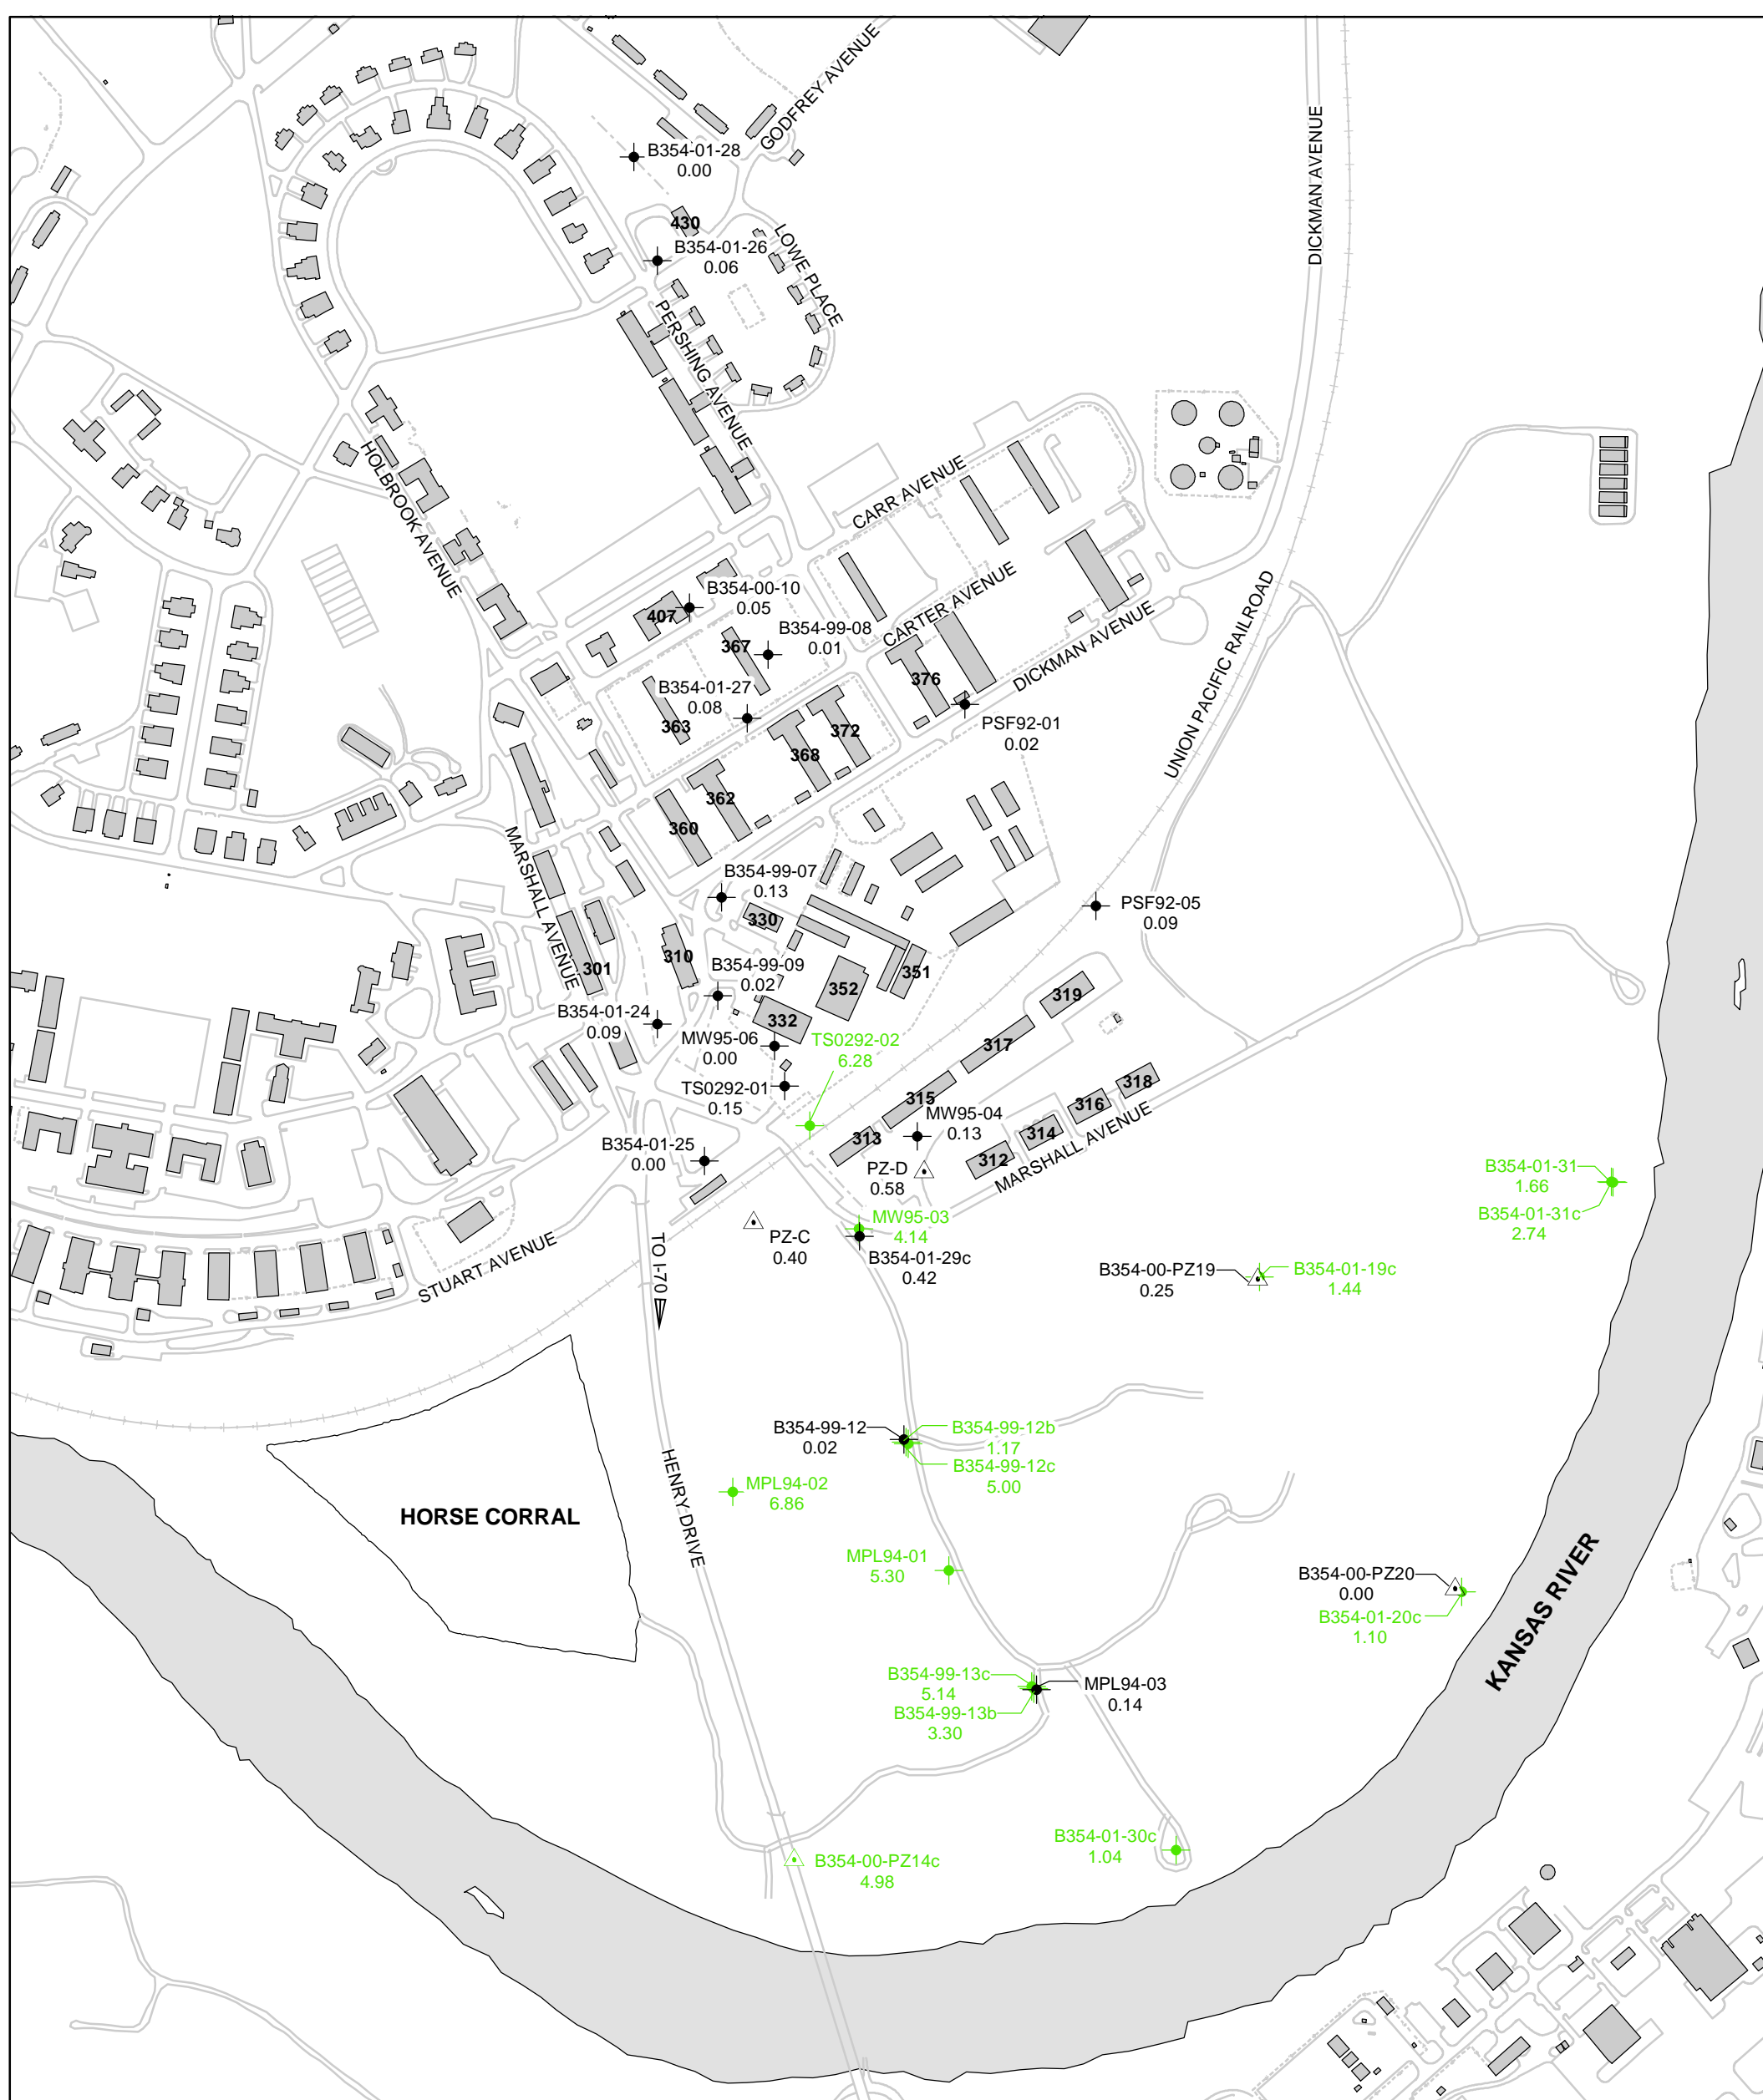 GODFREY AVENUE
DICKMAN AVENUE
B354-01-28
0.00
430
B354-01-26
0.06
LOWE PLACE
PERSHING AVENUE
HOLBROOK AVENUE
CARR AVENUE
B354-00-10
0.05
407
B354-99-08
0.01
367
CARTER AVENUE
DICKMAN AVENUE
UNION PACIFIC RAILROAD
B354-01-27
0.08
363
376
372
368
PSF92-01
0.02
362
360
MARSHALL AVENUE
B354-99-07
0.13
330
PSF92-05
0.09
301
310
B354-99-09
0.02
351
352
319
B354-01-24
0.09
332
MW95-06
0.00
TS0292-02
6.28
317
TS0292-01
0.15
315
318
316
MW95-04
0.13
314
313
312
MARSHALL AVENUE
B354-01-25
0.00
PZ-D
0.58
B354-01-31
1.66
B354-01-31c
2.74
MW95-03
4.14
PZ-C
0.40
B354-01-29c
0.42
TO I-70
STUART AVENUE
B354-00-PZ19
0.25
B354-01-19c
1.44
B354-99-12
0.02
B354-99-12b
1.17
B354-99-12c
5.00
MPL94-02
6.86
HORSE CORRAL
HENRY DRIVE
MPL94-01
5.30
B354-00-PZ20
0.00
B354-01-20c
1.10
KANSAS RIVER
B354-99-13c
5.14
B354-99-13b
3.30
MPL94-03
0.14
B354-01-30c
1.04
B354-00-PZ14c
4.98